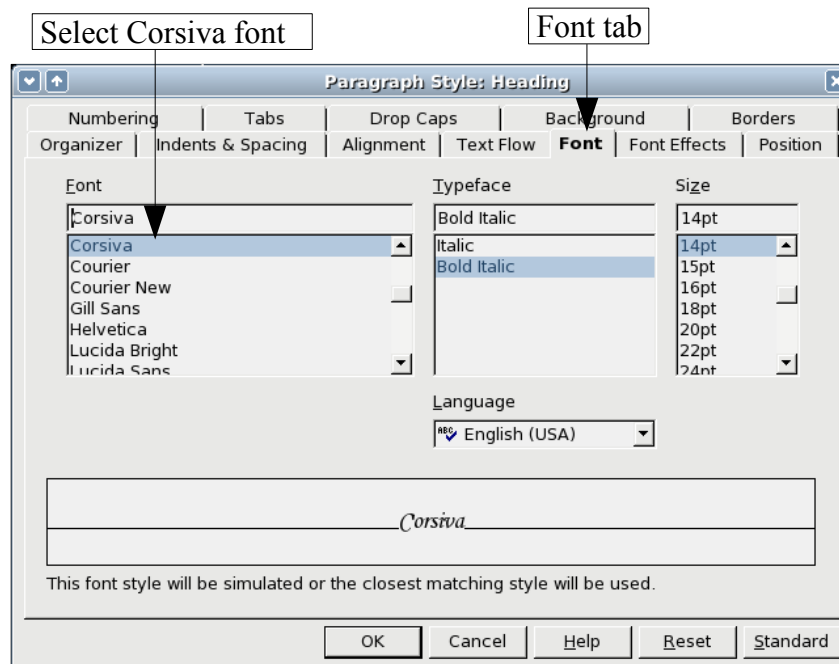 Select Corsiva font
Font tab
Paragraph Style: Heading
Numbering Tabs Drop Caps Background Borders
Organizer Indents & Spacing Alignment Text Flow Font Font Effects Position
Font Typeface Size
Corsiva Bold Italic 14pt
Corsiva Italic 14pt
Courier Bold Italic 15pt
Courier New 16pt
Gill Sans 18pt
Helvetica 20pt
Lucida Bright 22pt
Lucida Sans 24pt
Language
ABC English (USA)
Corsiva
This font style will be simulated or the closest matching style will be used.
OK Cancel Help Reset Standard